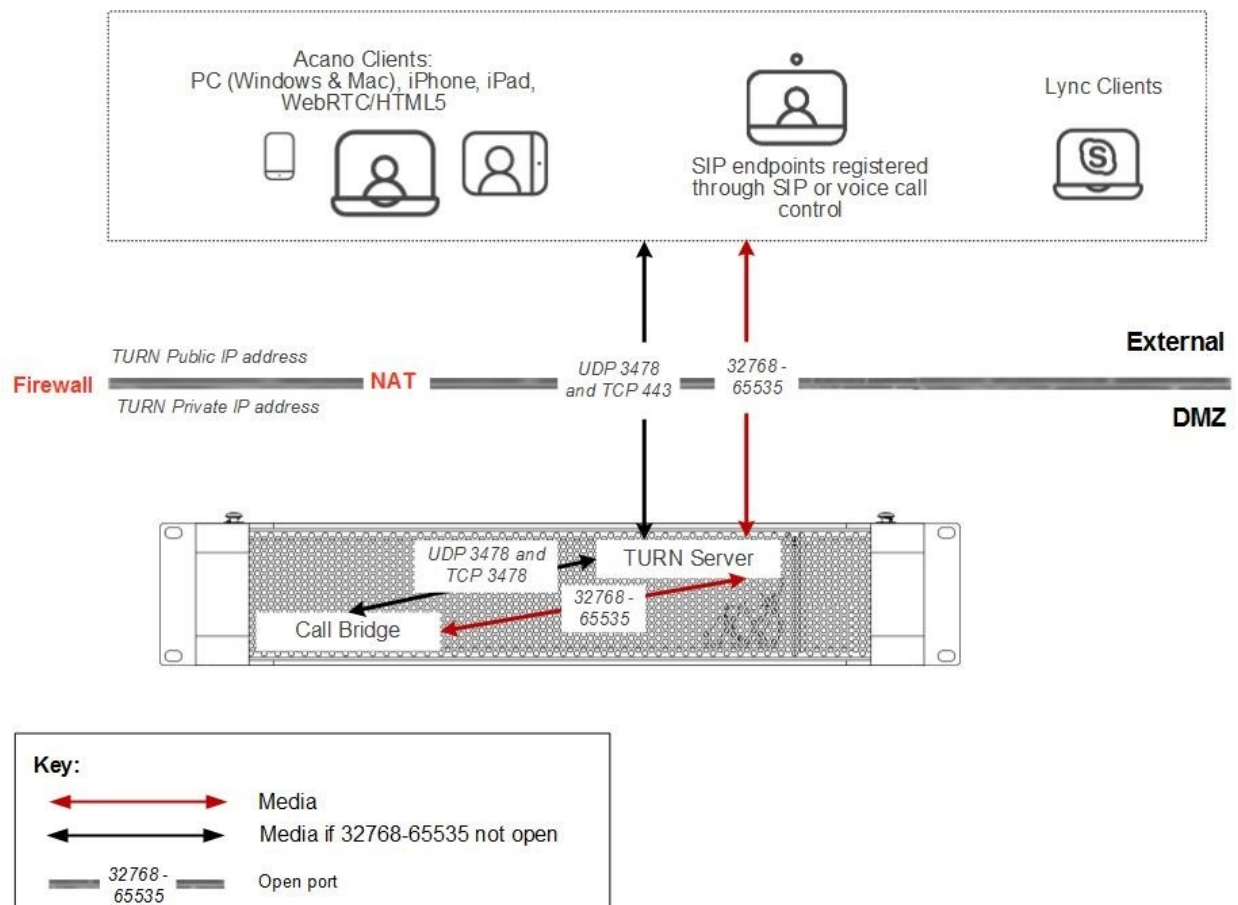 Acano Clients:
PC (Windows & Mac), iPhone, iPad,
WebRTC/HTML5
SIP endpoints registered
through SIP or voice call
control
Lync Clients
S
TURN Public IP address
External
Firewall
NAT
UDP 3478
and TCP 443
32768 -
65535
TURN Private IP address
DMZ
UDP 3478 and
TCP 3478
TURN Server
32768 -
65535
Call Bridge
Key:
Media
Media if 32768-65535 not open
32768 -
65535
Open port